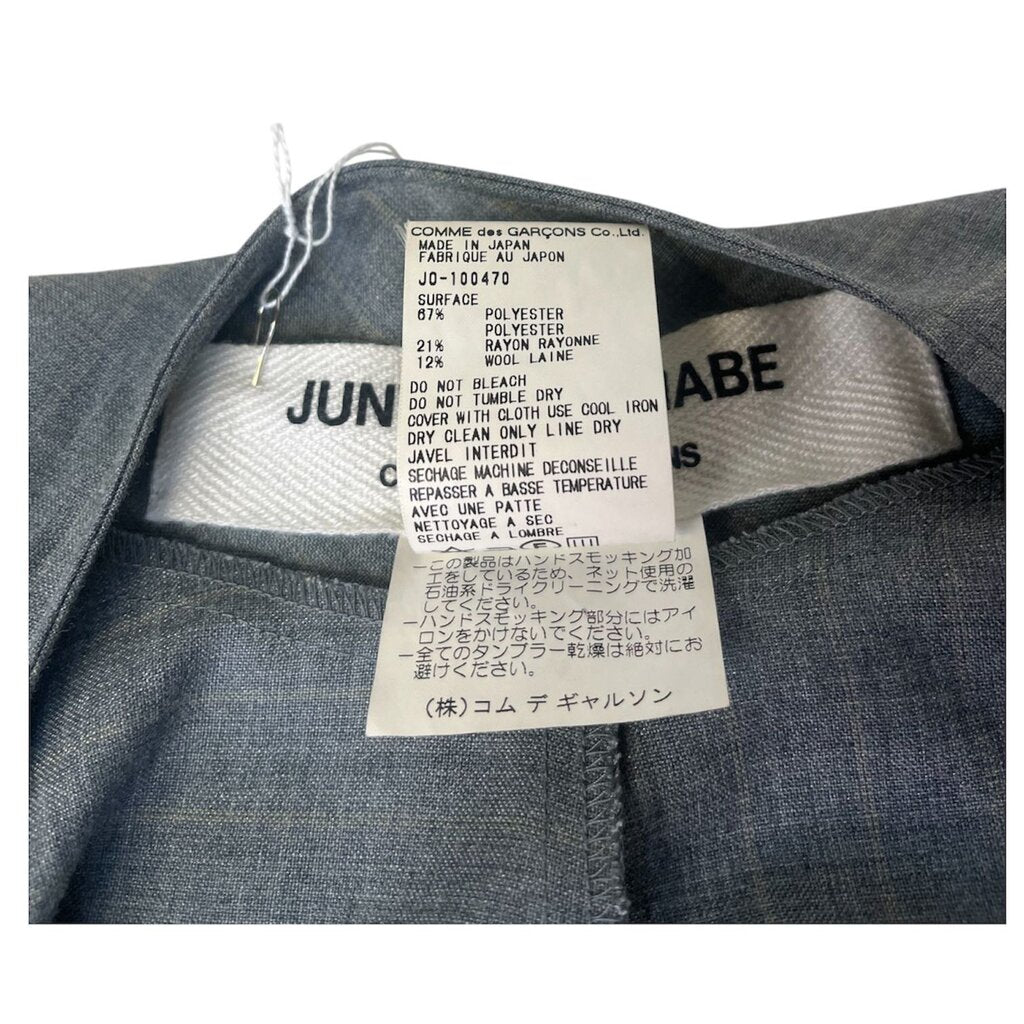 COMME des GARÇONS Co.,Ltd.
MADE IN JAPAN
FABRIQUE AU JAPON
JO-100470
SURFACE
67% POLYESTER
POLYESTER
21% RAYON RAYONNE
12% WOOL LAINE
DO NOT BLEACH
DO NOT TUMBLE DRY
COVER WITH CLOTH USE COOL IRON
DRY CLEAN ONLY LINE DRY
JAVEL INTERDIT
SECHAGE MACHINE DECONSEILLE
REPASSER A BASSE TEMPERATURE
AVEC UNE PATTE
NETTOYAGE A SEC
SECHAGE A LOMBRE
JUN ABE
C NS
ーこの製品はハンドスモッキング加
工をしているため、ネット使用の
石油系ドライクリーニングで洗濯
してください。
ーハンドスモッキング部分にはアイ
ロンをかけないでください。
ー全てのタンブラー乾燥は絶対にお
避けください。
(株)コム デ ギャルソン